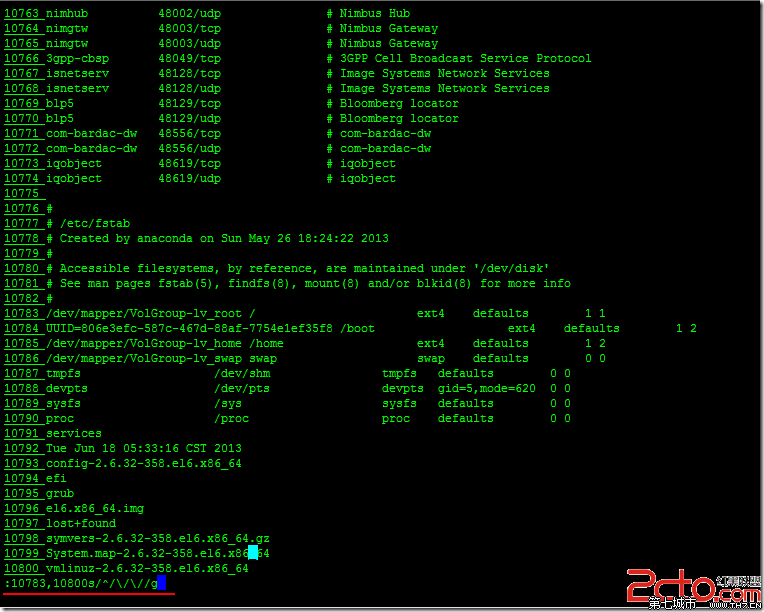 10763 nimhub          48002/udp               # Nimbus Hub
10764 nimgtw          48003/tcp               # Nimbus Gateway
10765 nimgtw          48003/udp               # Nimbus Gateway
10766 3gpp-cbsp       48049/tcp               # 3GPP Cell Broadcast Service Protocol
10767 isnetserv       48128/tcp               # Image Systems Network Services
10768 isnetserv       48128/udp               # Image Systems Network Services
10769 blp5            48129/tcp               # Bloomberg locator
10770 blp5            48129/udp               # Bloomberg locator
10771 com-bardac-dw   48556/tcp               # com-bardac-dw
10772 com-bardac-dw   48556/udp               # com-bardac-dw
10773 iqobject        48619/tcp               # iqobject
10774 iqobject        48619/udp               # iqobject
10775
10776 #
10777 # /etc/fstab
10778 # Created by anaconda on Sun May 26 18:24:22 2013
10779 #
10780 # Accessible filesystems, by reference, are maintained under '/dev/disk'
10781 # See man pages fstab(5), findfs(8), mount(8) and/or blkid(8) for more info
10782 #
10783 /dev/mapper/VolGroup-lv_root /                       ext4    defaults        1 1
10784 UUID=806e3efc-587c-467d-88af-7754e1ef35f8 /boot                   ext4    defaults        1 2
10785 /dev/mapper/VolGroup-lv_home /home                   ext4    defaults        1 2
10786 /dev/mapper/VolGroup-lv_swap swap                    swap    defaults        0 0
10787 tmpfs                   /dev/shm                tmpfs   defaults        0 0
10788 devpts                  /dev/pts                devpts  gid=5,mode=620  0 0
10789 sysfs                   /sys                    sysfs   defaults        0 0
10790 proc                    /proc                   proc    defaults        0 0
10791 services
10792 Tue Jun 18 05:33:16 CST 2013
10793 config-2.6.32-358.el6.x86_64
10794 efi
10795 grub
10796 el6.x86_64.img
10797 lost+found
10798 symvers-2.6.32-358.el6.x86_64.gz
10799 System.map-2.6.32-358.el6.x86_64
10800 vmlinuz-2.6.32-358.el6.x86_64
:10783,10800s/^/\/\//g
2cto.com
第七城市 www.TH7.CN